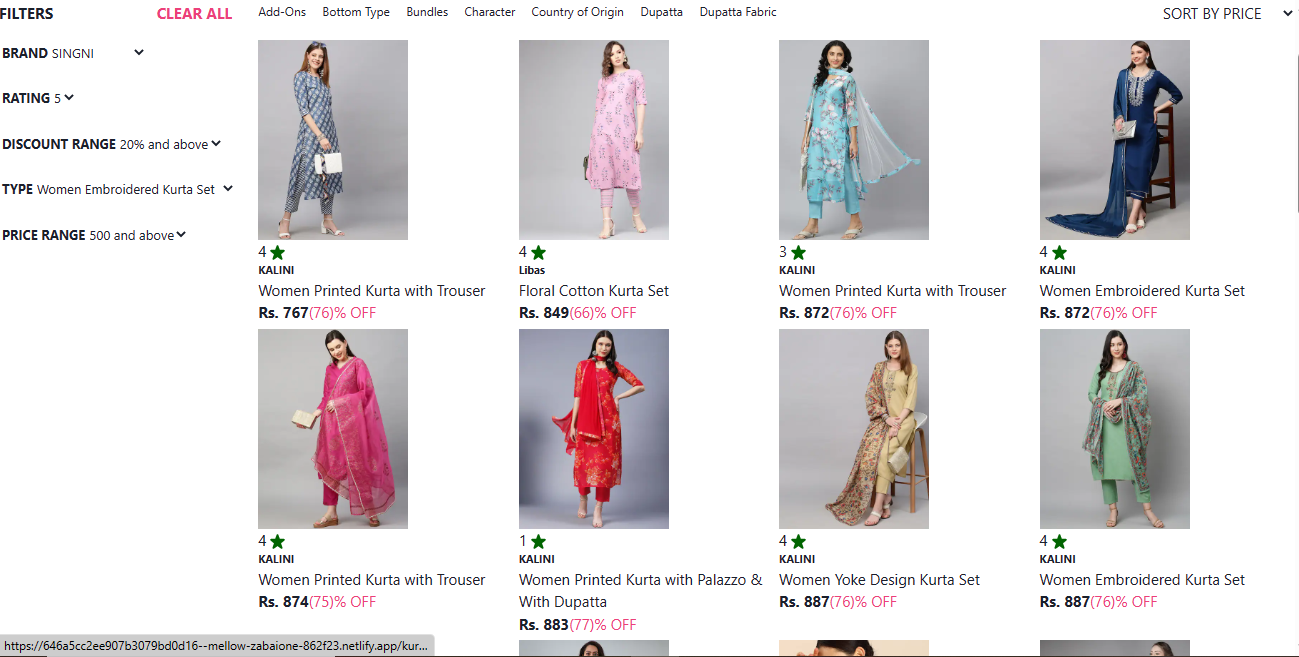 FILTERS
CLEAR ALL
Add-Ons Bottom Type Bundles Character Country of Origin Dupatta Dupatta Fabric
SORT BY PRICE
BRAND SINGNI
RATING 5
DISCOUNT RANGE 20% and above
TYPE Women Embroidered Kurta Set
PRICE RANGE 500 and above
4
KALINI
Women Printed Kurta with Trouser
Rs. 767(76)% OFF
4
Libas
Floral Cotton Kurta Set
Rs. 849(66)% OFF
3
KALINI
Women Printed Kurta with Trouser
Rs. 872(76)% OFF
4
KALINI
Women Embroidered Kurta Set
Rs. 872(76)% OFF
4
KALINI
Women Printed Kurta with Trouser
Rs. 874(75)% OFF
1
KALINI
Women Printed Kurta with Palazzo &
With Dupatta
Rs. 883(77)% OFF
4
KALINI
Women Yoke Design Kurta Set
Rs. 887(76)% OFF
4
KALINI
Women Embroidered Kurta Set
Rs. 887(76)% OFF
https://646a5cc2ee907b3079bd0d16--mellow-zabaione-862f23.netlify.app/kur...